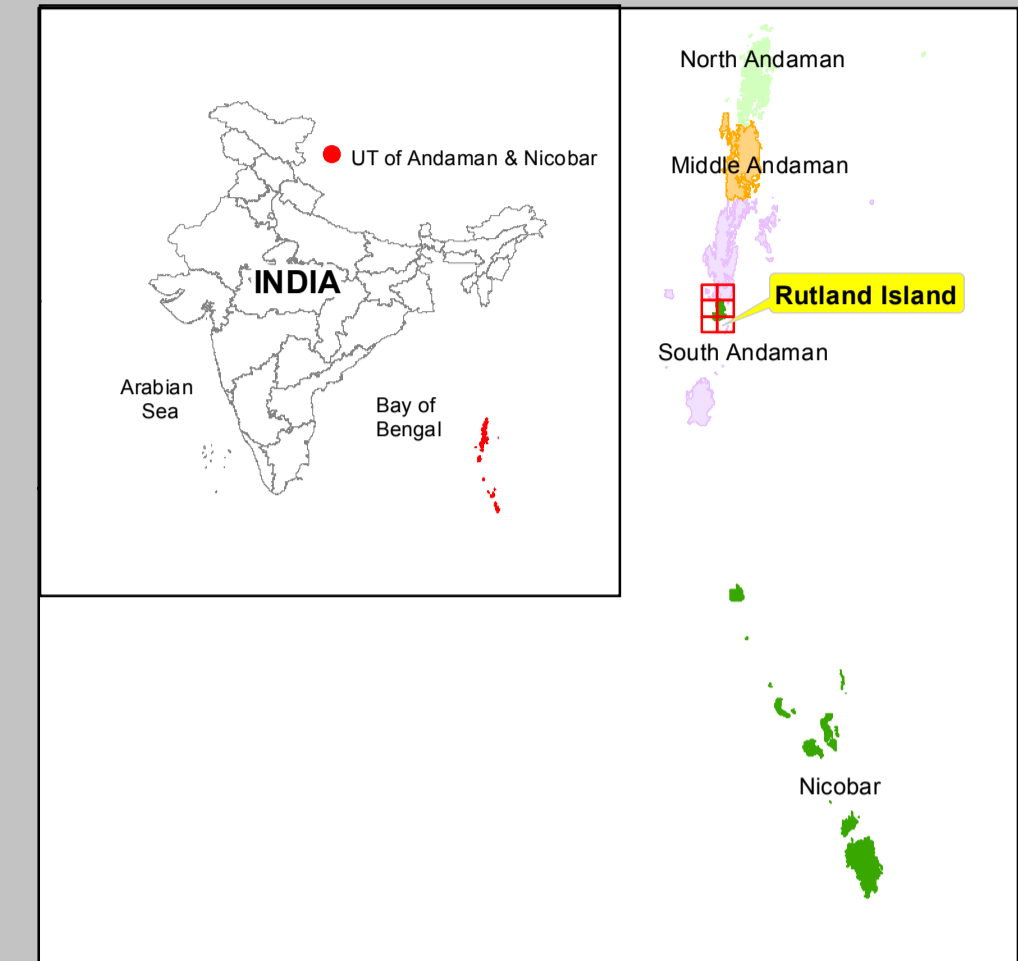 North Andaman
UT of Andaman & Nicobar
Middle Andaman
INDIA
Rutland Island
South Andaman
Arabian
Sea
Bay of
Bengal
Nicobar